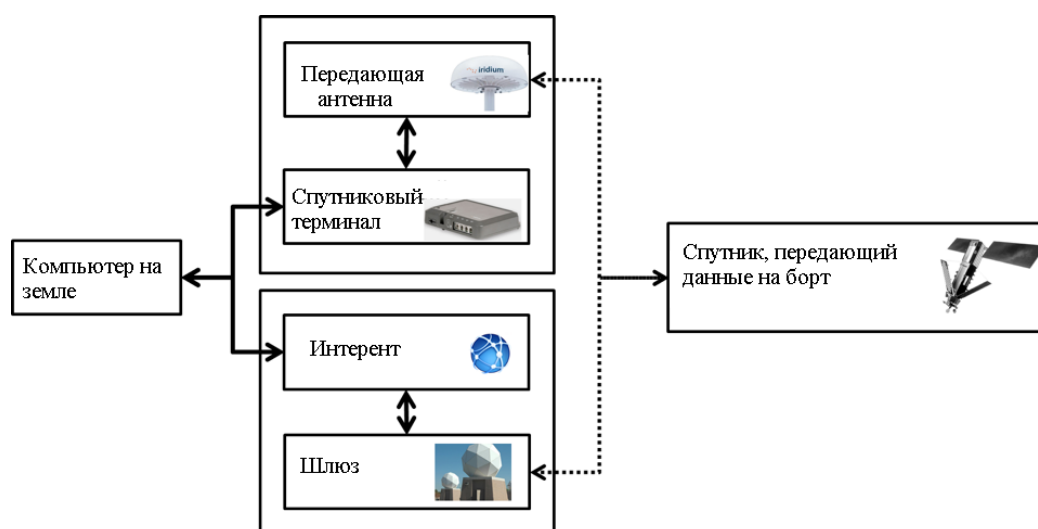 Передающая
антенна
iridium
Спутниковый
терминал
Компьютер на
земле
Спутник, передающий
данные на борт
Интерент
Шлюз